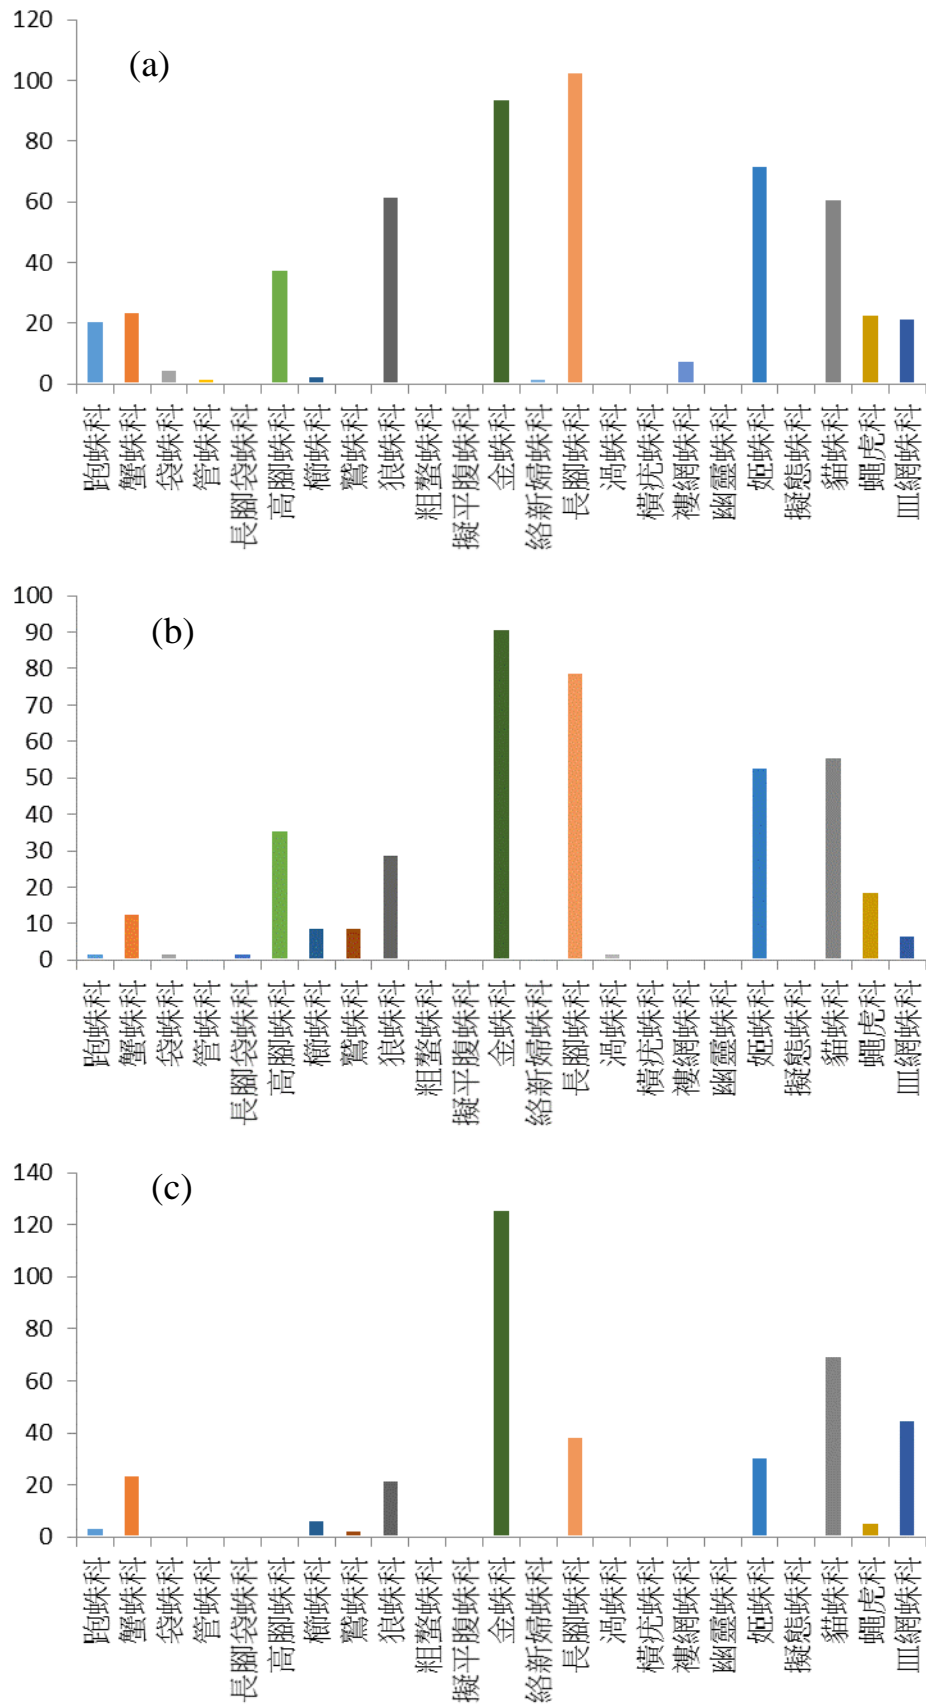 120
(a)
100
80
60
40
20
0
跑蛛科
蟹蛛科
袋蛛科
管蛛科
長腳袋蛛科
高腳蛛科
櫛蛛科
鷲蛛科
狼蛛科
粗螯蛛科
擬平腹蛛科
金蛛科
絡新婦蛛科
長腳蛛科
渦蛛科
橫疣蛛科
褸網蛛科
幽靈蛛科
姬蛛科
擬態蛛科
貓蛛科
蠅虎科
皿網蛛科
100
(b)
90
80
70
60
50
40
30
20
10
0
跑蛛科
蟹蛛科
袋蛛科
管蛛科
長腳袋蛛科
高腳蛛科
櫛蛛科
鷲蛛科
狼蛛科
粗螯蛛科
擬平腹蛛科
金蛛科
絡新婦蛛科
長腳蛛科
渦蛛科
橫疣蛛科
褸網蛛科
幽靈蛛科
姬蛛科
擬態蛛科
貓蛛科
蠅虎科
皿網蛛科
140
(c)
120
100
80
60
40
20
0
跑蛛科
蟹蛛科
袋蛛科
管蛛科
長腳袋蛛科
高腳蛛科
櫛蛛科
鷲蛛科
狼蛛科
粗螯蛛科
擬平腹蛛科
金蛛科
絡新婦蛛科
長腳蛛科
渦蛛科
橫疣蛛科
褸網蛛科
幽靈蛛科
姬蛛科
擬態蛛科
貓蛛科
蠅虎科
皿網蛛科